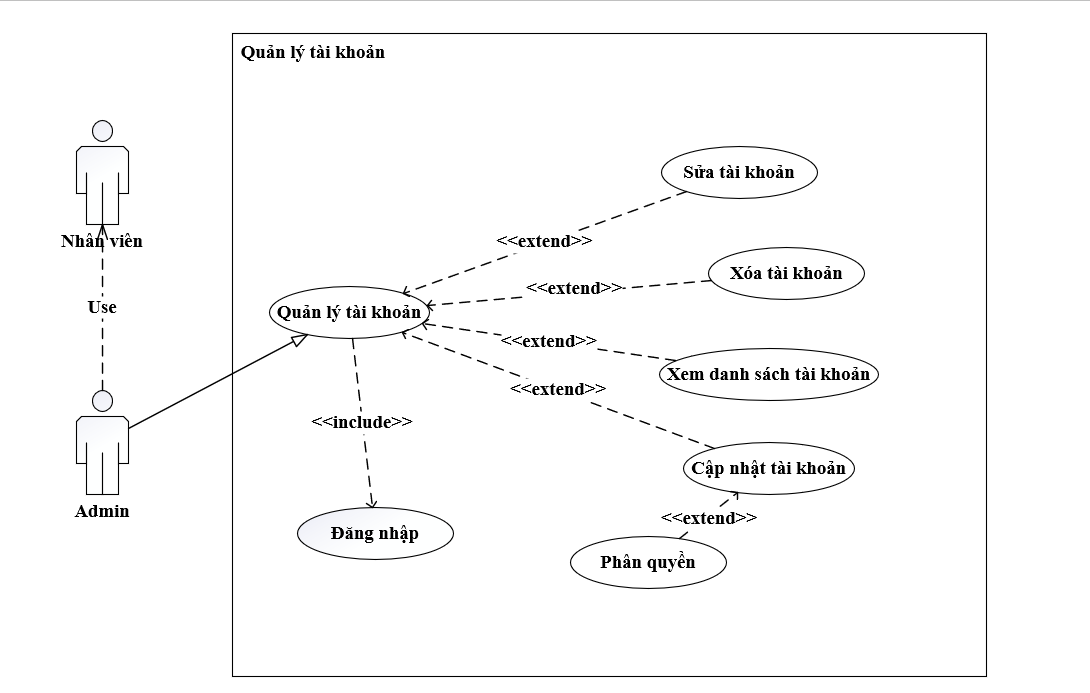 Quản lý tài khoản
Sửa tài khoản
Nhân viên
<<extend>>
Xóa tài khoản
<<extend>>
Use
Quản lý tài khoản
<<extend>>
Xem danh sách tài khoản
<<extend>>
<<include>>
Cập nhật tài khoản
Admin
<<extend>>
Đăng nhập
Phân quyền